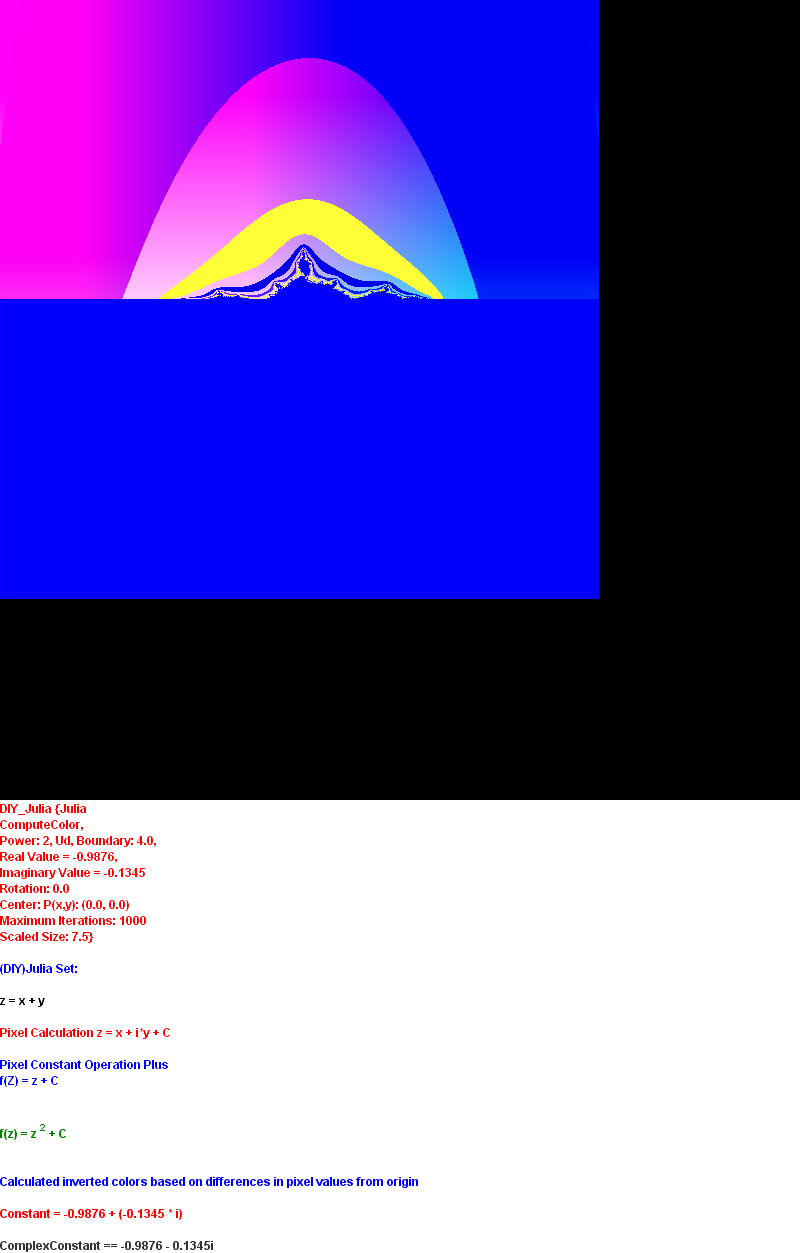 DIY_Julia {Julia
ComputeColor,
Power: 2, Ud, Boundary: 4.0,
Real Value = -0.9876,
Imaginary Value = -0.1345
Rotation: 0.0
Center: P(x,y): (0.0, 0.0)
Maximum Iterations: 1000
Scaled Size: 7.5}
(DIY)Julia Set:
z = x + y
Pixel Calculation z = x + i*y + C
Pixel Constant Operation Plus
f(Z) = z + C
f(z) = z 2 + C
Calculated inverted colors based on differences in pixel values from origin
Constant = -0.9876 + (-0.1345 * i)
ComplexConstant == -0.9876 - 0.1345i